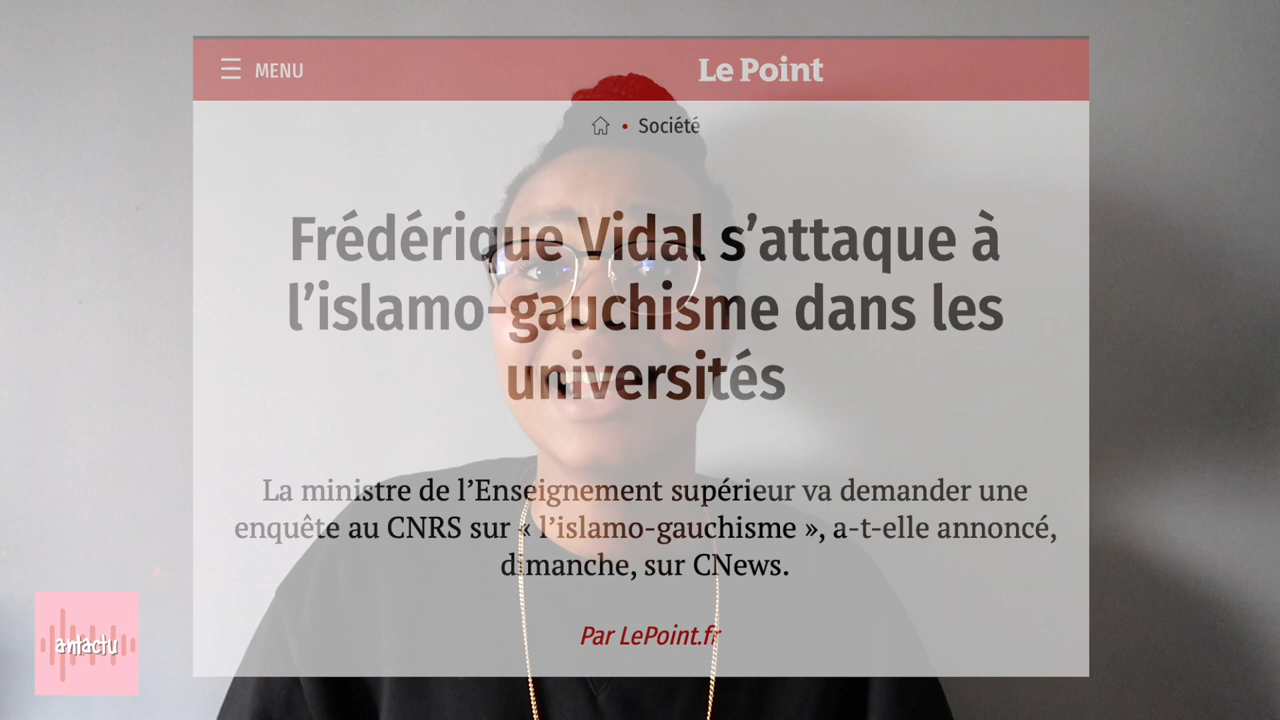 MENU
Le Point
• Société
Frédérique Vidal s’attaque à
l’islamo-gauchisme dans les
universités
La ministre de l’Enseignement supérieur va demander une
enquête au CNRS sur « l’islamo-gauchisme », a-t-elle annoncé,
dimanche, sur CNews.
Par LePoint.fr
antactu